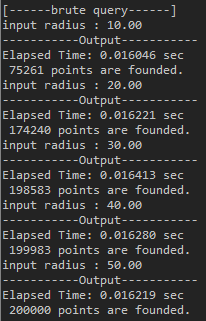 [------brute query------]
input radius : 10.00
-----------Output-----------
Elapsed Time: 0.016046 sec
75261 points are founded.
input radius : 20.00
-----------Output-----------
Elapsed Time: 0.016221 sec
174240 points are founded.
input radius : 30.00
-----------Output-----------
Elapsed Time: 0.016413 sec
198583 points are founded.
input radius : 40.00
-----------Output-----------
Elapsed Time: 0.016280 sec
199983 points are founded.
input radius : 50.00
-----------Output-----------
Elapsed Time: 0.016219 sec
200000 points are founded.